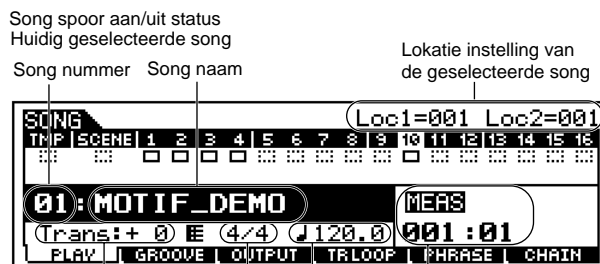 Song spoor aan/uit status
Huidig geselecteerde song
Song nummer Song naam
Lokatie instelling van
de geselecteerde song
SONG Loc1=001 Loc2=001
TMP SCENE 1 2 3 4 5 6 7 8 9 10 11 12 13 14 15 16
01:MOTIF_DEMO MEAS
Trans:+ 0 4/4 ♩120.0 001:01
PLAY GROOVE OUTPUT TRLOOP PHRASE CHAIN